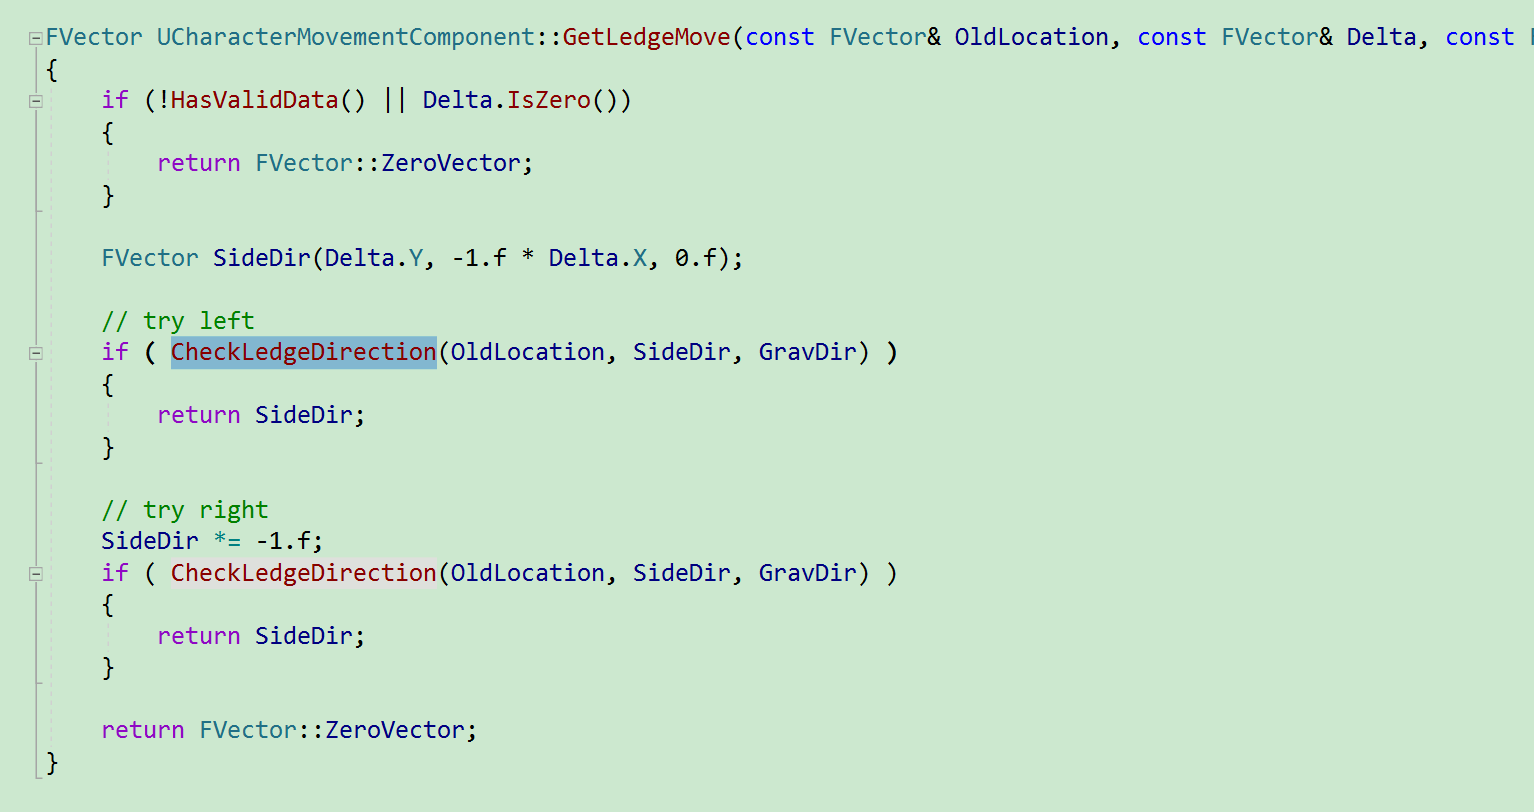 FVector UCharacterMovementComponent::GetLedgeMove(const FVector& OldLocation, const FVector& Delta, const
{
if (!HasValidData() || Delta.IsZero())
{
return FVector::ZeroVector;
}
FVector SideDir(Delta.Y, -1.f * Delta.X, 0.f);
// try left
if ( CheckLedgeDirection(OldLocation, SideDir, GravDir) )
{
return SideDir;
}
// try right
SideDir *= -1.f;
if ( CheckLedgeDirection(OldLocation, SideDir, GravDir) )
{
return SideDir;
}
return FVector::ZeroVector;
}